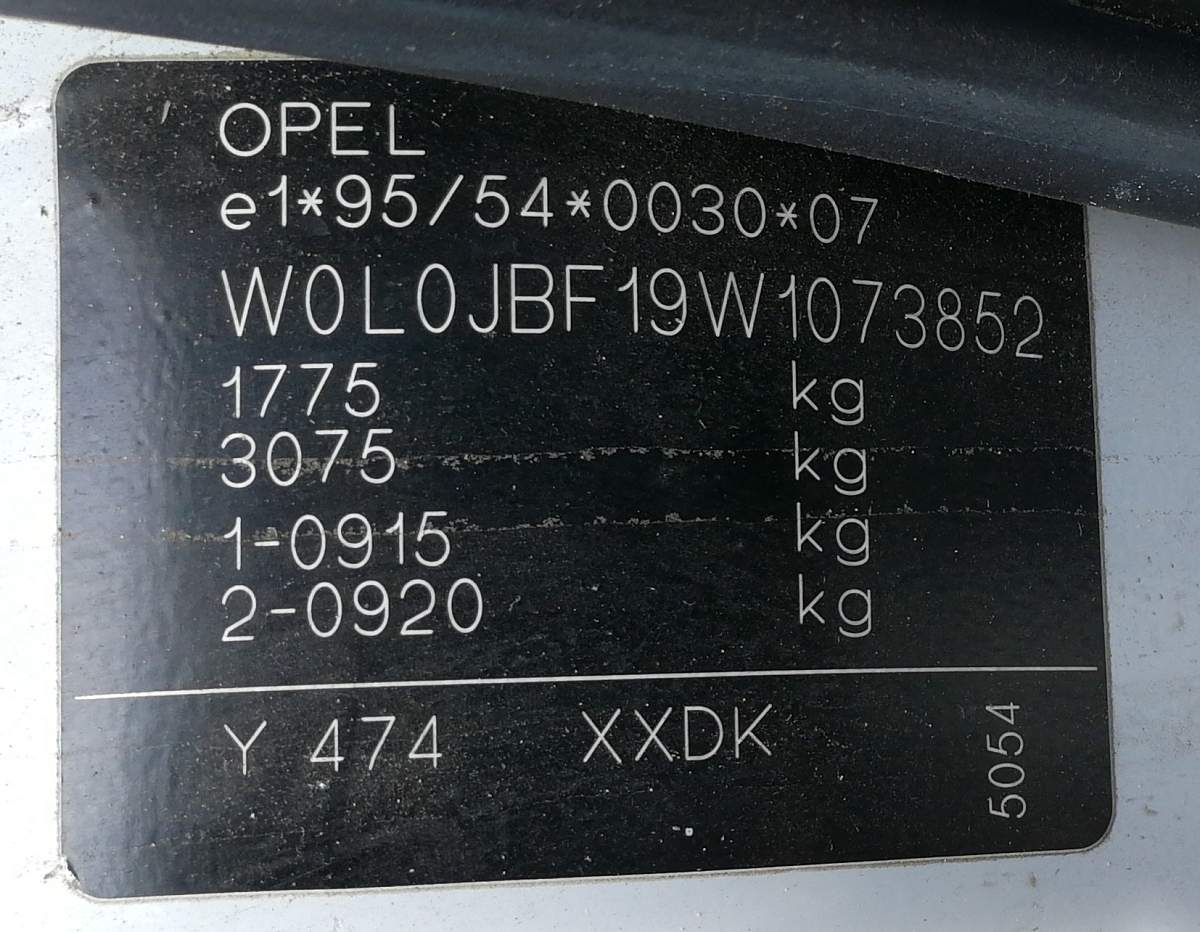 OPEL
e1*95/54*0030*07
W0L0JBF19W1073852
1775 kg
3075 kg
1-0915 kg
2-0920 kg
Y 474 XXDK
5054